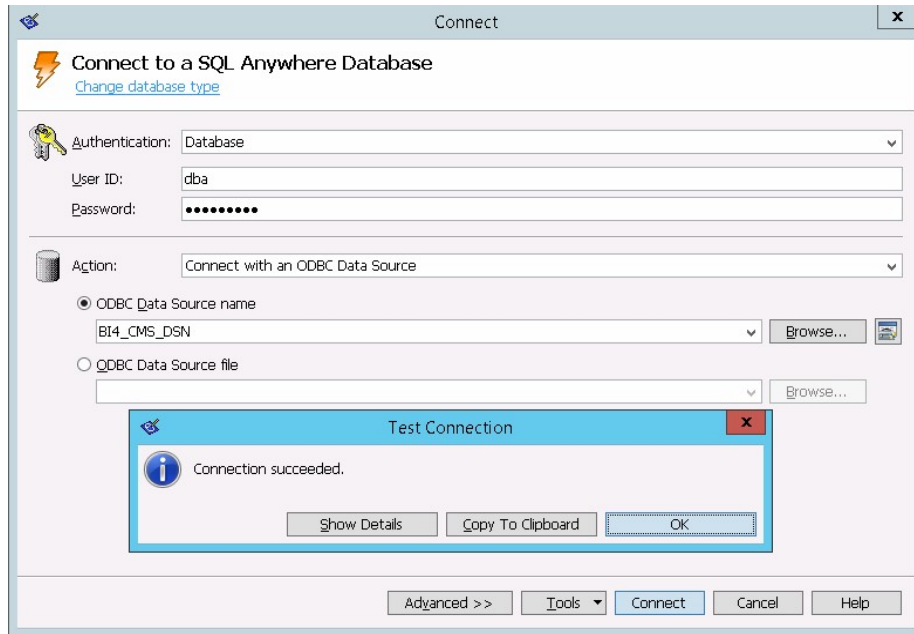 Connect
x
Connect to a SQL Anywhere Database
Change database type
Authentication: Database
User ID: dba
Password: •••••••••
Action: Connect with an ODBC Data Source
ODBC Data Source name
BI4_CMS_DSN Browse...
ODBC Data Source file
Browse...
Test Connection
x
Connection succeeded.
Show Details Copy To Clipboard OK
Advanced >> Tools Connect Cancel Help